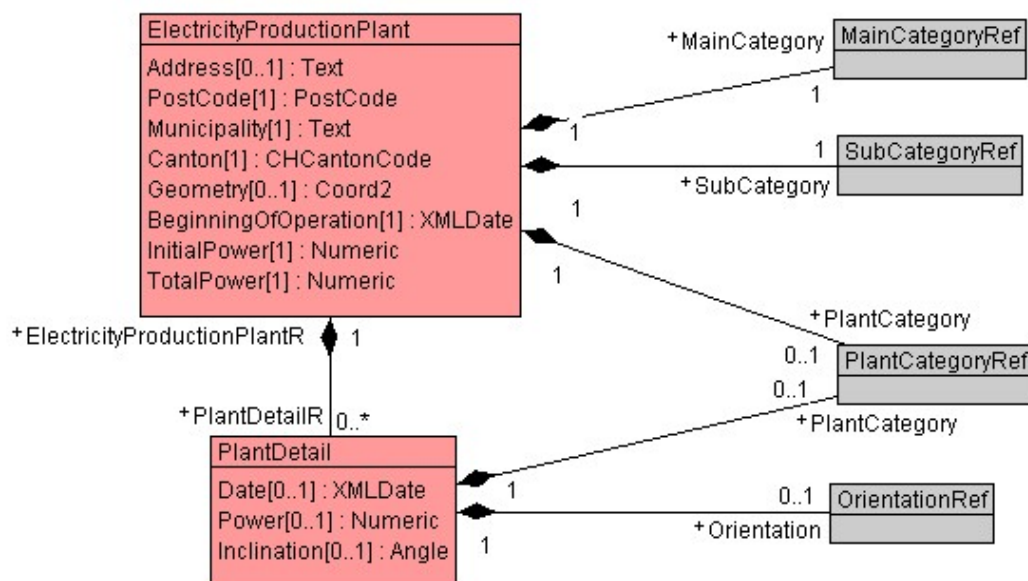 ElectricityProductionPlant
Address[0..1] : Text
PostCode[1] : PostCode
Municipality[1] : Text
Canton[1] : CHCantonCode
Geometry[0..1] : Coord2
BeginningOfOperation[1] : XMLDate
InitialPower[1] : Numeric
TotalPower[1] : Numeric
+MainCategory
MainCategoryRef
1
1
1
SubCategoryRef
+SubCategory
1
1
+PlantCategory
0..1
PlantCategoryRef
0..1
+PlantCategory
+ElectricityProductionPlantR
1
+PlantDetailR
0..*
PlantDetail
Date[0..1] : XMLDate
Power[0..1] : Numeric
Inclination[0..1] : Angle
1
1
0..1
OrientationRef
+Orientation